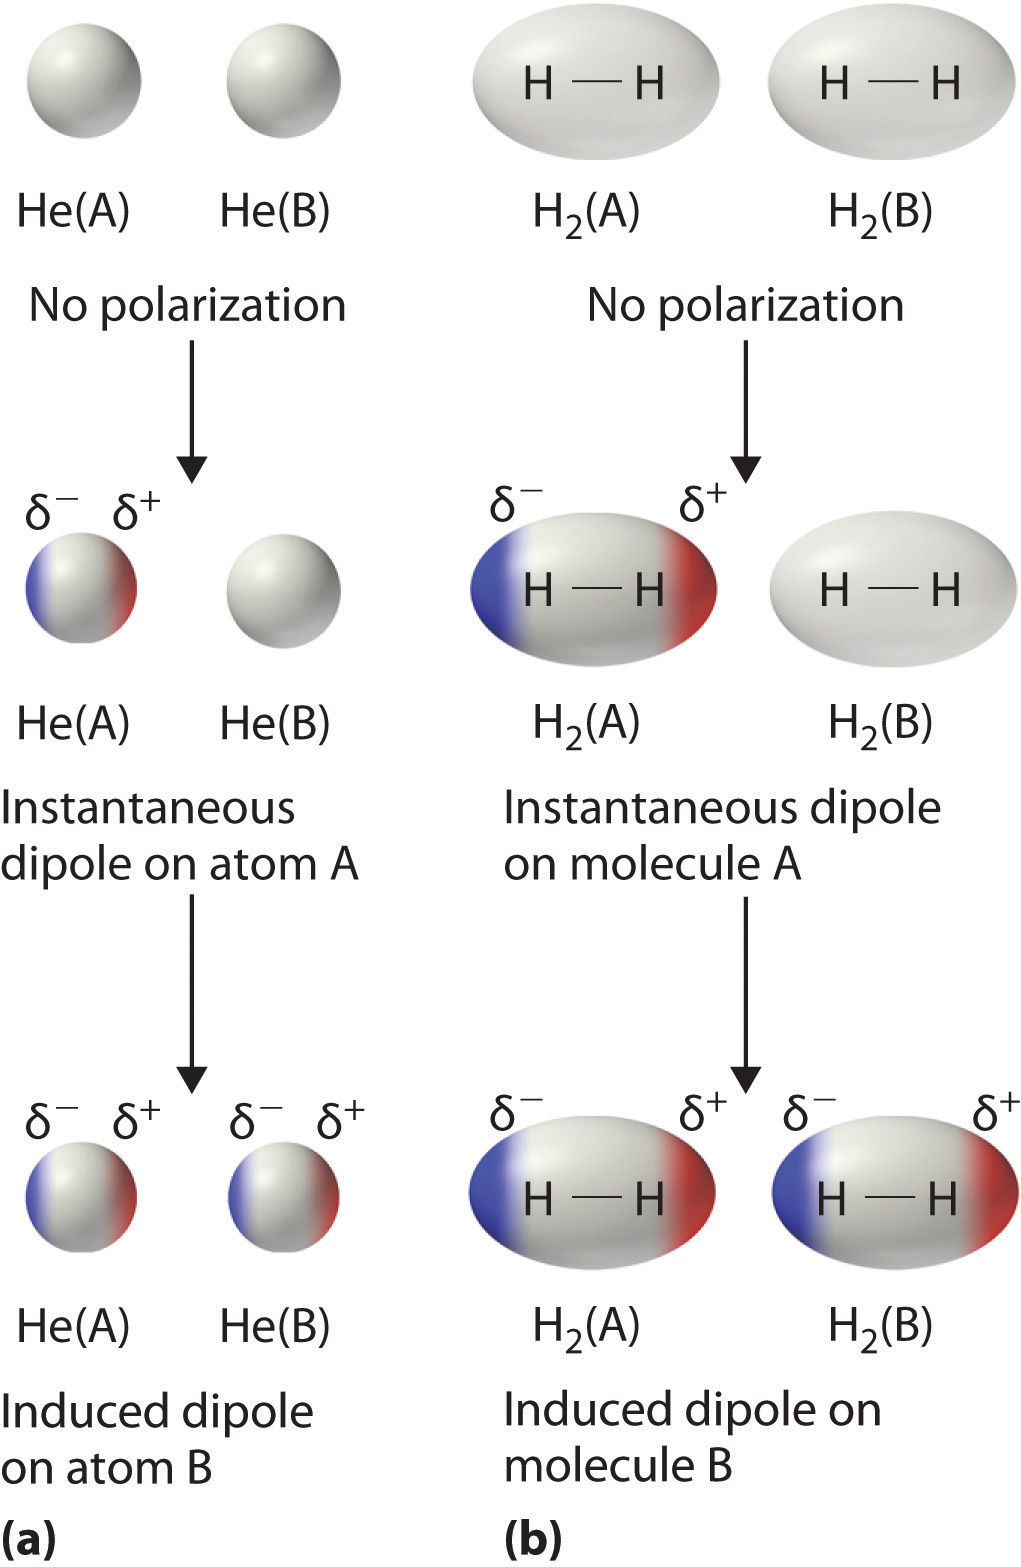 H — H H — H
He(A) He(B) H₂(A) H₂(B)
No polarization No polarization
δ⁻ δ⁺ δ⁻ δ⁺
H — H H — H
He(A) He(B) H₂(A) H₂(B)
Instantaneous
dipole on atom A
Instantaneous dipole
on molecule A
δ⁻ δ⁺ δ⁻ δ⁺ δ⁻ δ⁺ δ⁻ δ⁺
H — H H — H
He(A) He(B) H₂(A) H₂(B)
Induced dipole
on atom B
Induced dipole on
molecule B
(a) (b)